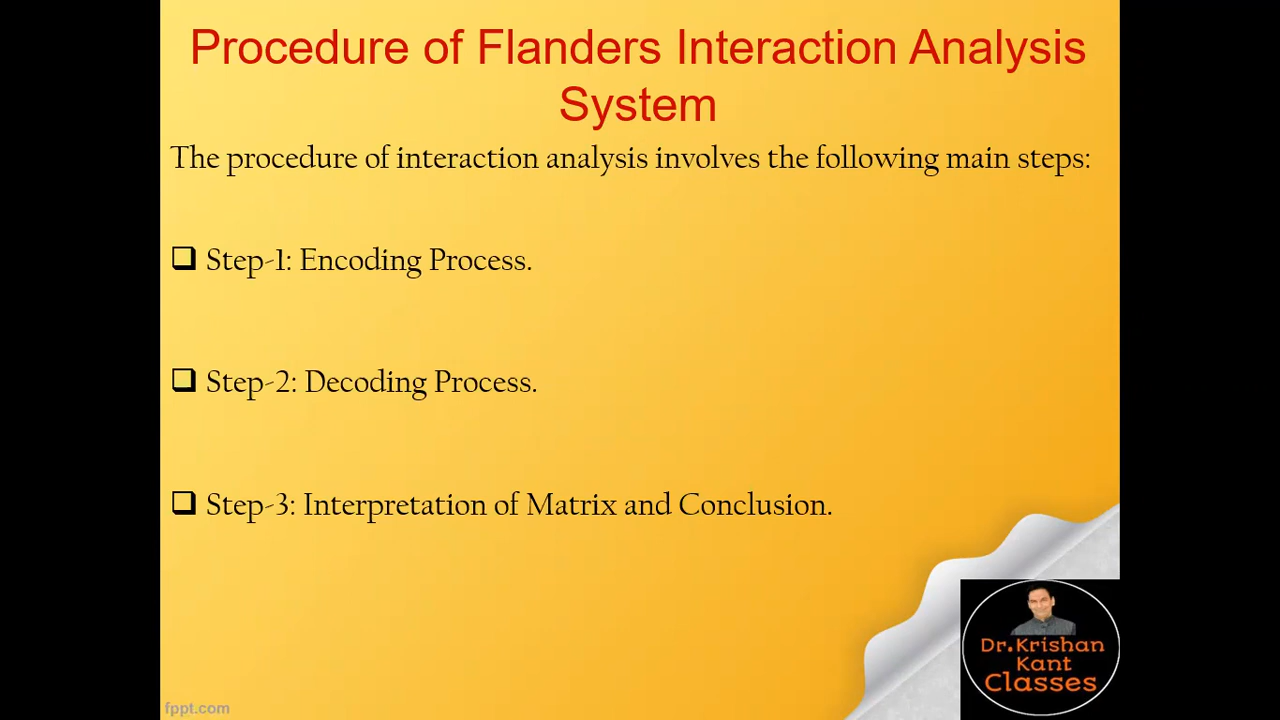 Procedure of Flanders Interaction Analysis
System
The procedure of interaction analysis involves the following main steps:
❑ Step-1: Encoding Process.
❑ Step-2: Decoding Process.
❑ Step-3: Interpretation of Matrix and Conclusion.
Dr.Krishan
Kant
Classes
fppt.com